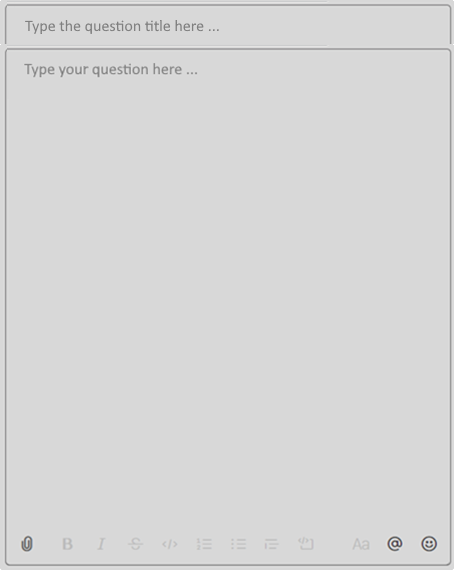 Type the question title here ...
Type your question here ...
B I S </> Aa @